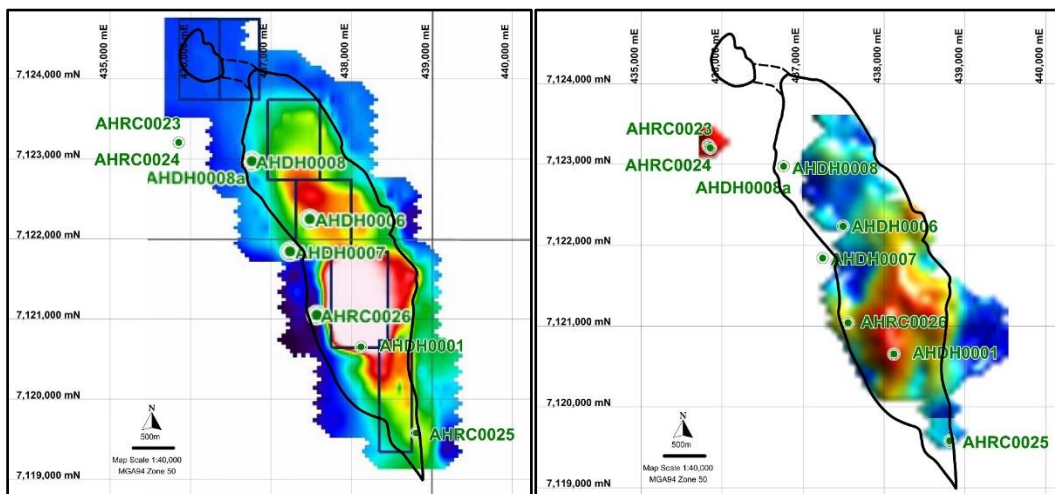 435,000 mE
436,000 mE
437,000 mE
438,000 mE
439,000 mE
440,000 mE
7,124,000 mN
AHRC0023
7,123,000 mN
AHDH0008
AHRC0024
AHDH0008a
AHDH0006
7,122,000 mN
AHDH0007
7,121,000 mN
AHRC0026
AHDH0001
7,120,000 mN
N
500m
AHRC0025
Map Scale 1:40,000
MGA94 Zone 50
7,119,000 mN
435,000 mE
436,000 mE
437,000 mE
438,000 mE
439,000 mE
440,000 mE
7,124,000 mN
AHRC0023
7,123,000 mN
AHRC0024
AHDH0008
AHDH0008a
AHDH0006
7,122,000 mN
AHDH0007
7,121,000 mN
AHRC0026
AHDH0001
7,120,000 mN
N
500m
AHRC0025
Map Scale 1:40,000
MGA94 Zone 50
7,119,000 mN